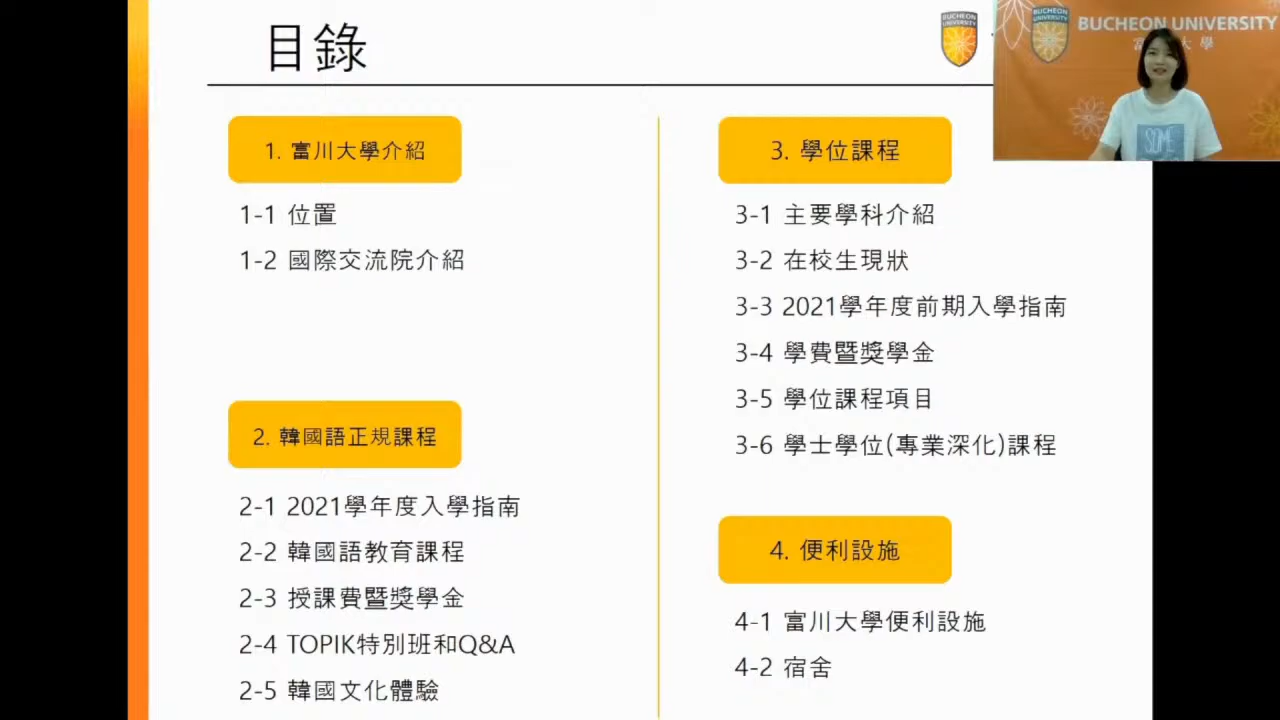 目錄
BUCHEON
UNIVERSITY
BUCHEON
UNIVERSITY
BUCHEON UNIVERSITY
大學
SOME
1. 富川大學介紹
1-1 位置
1-2 國際交流院介紹
2. 韓國語正規課程
2-1 2021學年度入學指南
2-2 韓國語教育課程
2-3 授課費暨獎學金
2-4 TOPIK特別班和Q&A
2-5 韓國文化體驗
3. 學位課程
3-1 主要學科介紹
3-2 在校生現狀
3-3 2021學年度前期入學指南
3-4 學費暨獎學金
3-5 學位課程項目
3-6 學士學位(專業深化)課程
4. 便利設施
4-1 富川大學便利設施
4-2 宿舍